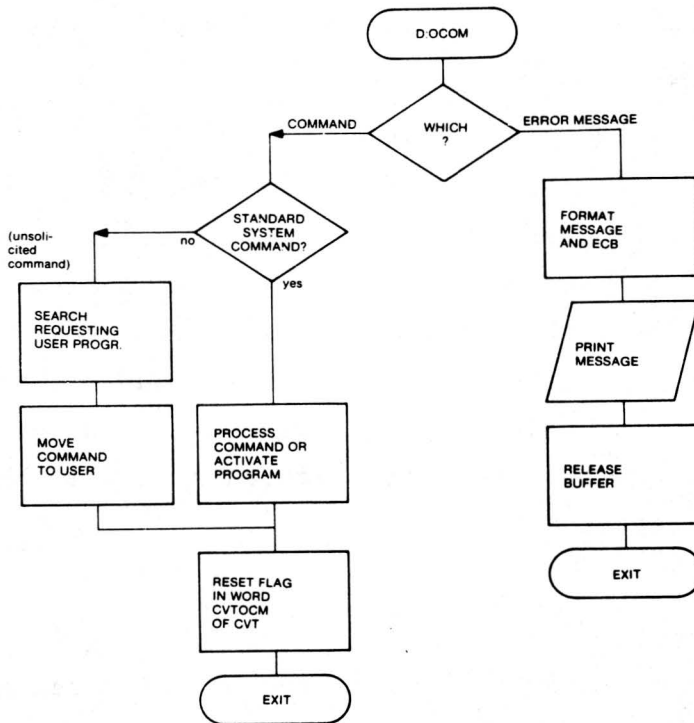 D:OCOM
WHICH
?
COMMAND
ERROR MESSAGE
STANDARD
SYSTEM
COMMAND?
no
yes
(unsoli-
cited
command)
SEARCH
REQUESTING
USER PROGR.
MOVE
COMMAND
TO USER
PROCESS
COMMAND OR
ACTIVATE
PROGRAM
RESET FLAG
IN WORD
CVTOCM
OF CVT
EXIT
FORMAT
MESSAGE
AND ECB
PRINT
MESSAGE
RELEASE
BUFFER
EXIT